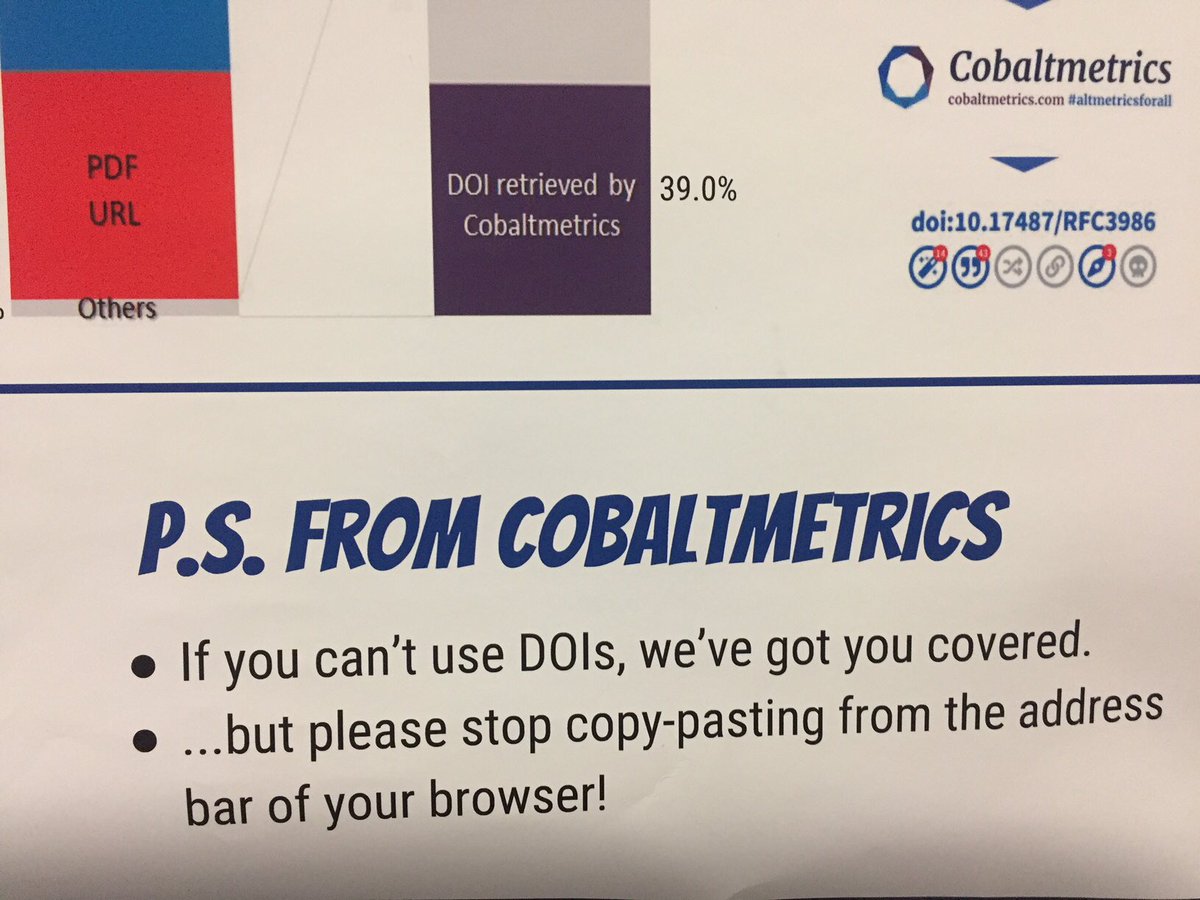 Cobaltmetrics
cobaltmetrics.com #altmetricsforall
PDF
URL
Others
DOI retrieved by
Cobaltmetrics
39.0%
doi:10.17487/RFC3986
14
43
3
P.S. FROM COBALTMETRICS
● If you can’t use DOIs, we’ve got you covered.
● ...but please stop copy-pasting from the address
bar of your browser!